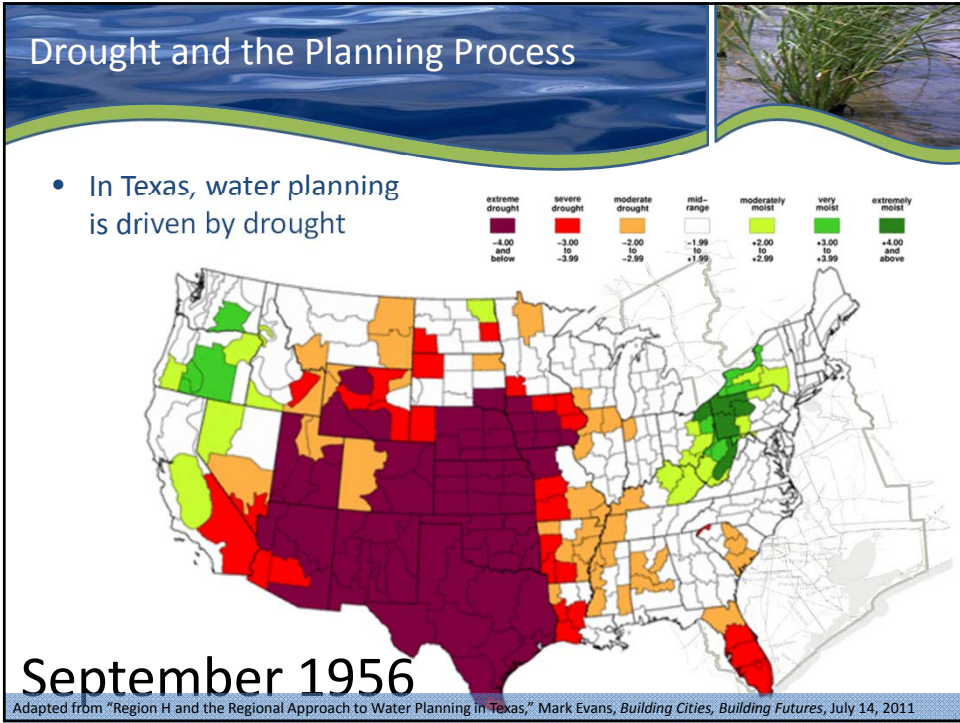 Drought and the Planning Process
• In Texas, water planning
is driven by drought
extreme drought
severe drought
moderate drought
mid-range
moderately moist
very moist
extremely moist
-4.00 and below
-3.00 to -3.99
-2.00 to -2.99
-1.99 to +1.99
+2.00 to +2.99
+3.00 to +3.99
+4.00 and above
September 1956
Adapted from “Region H and the Regional Approach to Water Planning in Texas,” Mark Evans, Building Cities, Building Futures, July 14, 2011